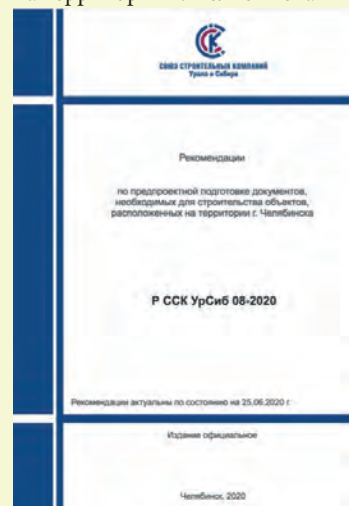 СОЮЗ СТРОИТЕЛЬНЫХ КОМПАНИЙ
Урала и Сибири
Рекомендации
по предпроектной подготовке документов,
необходимых для строительства объектов,
расположенных на территории г. Челябинска
Р ССК УрСиб 08-2020
Рекомендации актуальны по состоянию на 25.06.2020 г.
Издание официальное
Челябинск, 2020